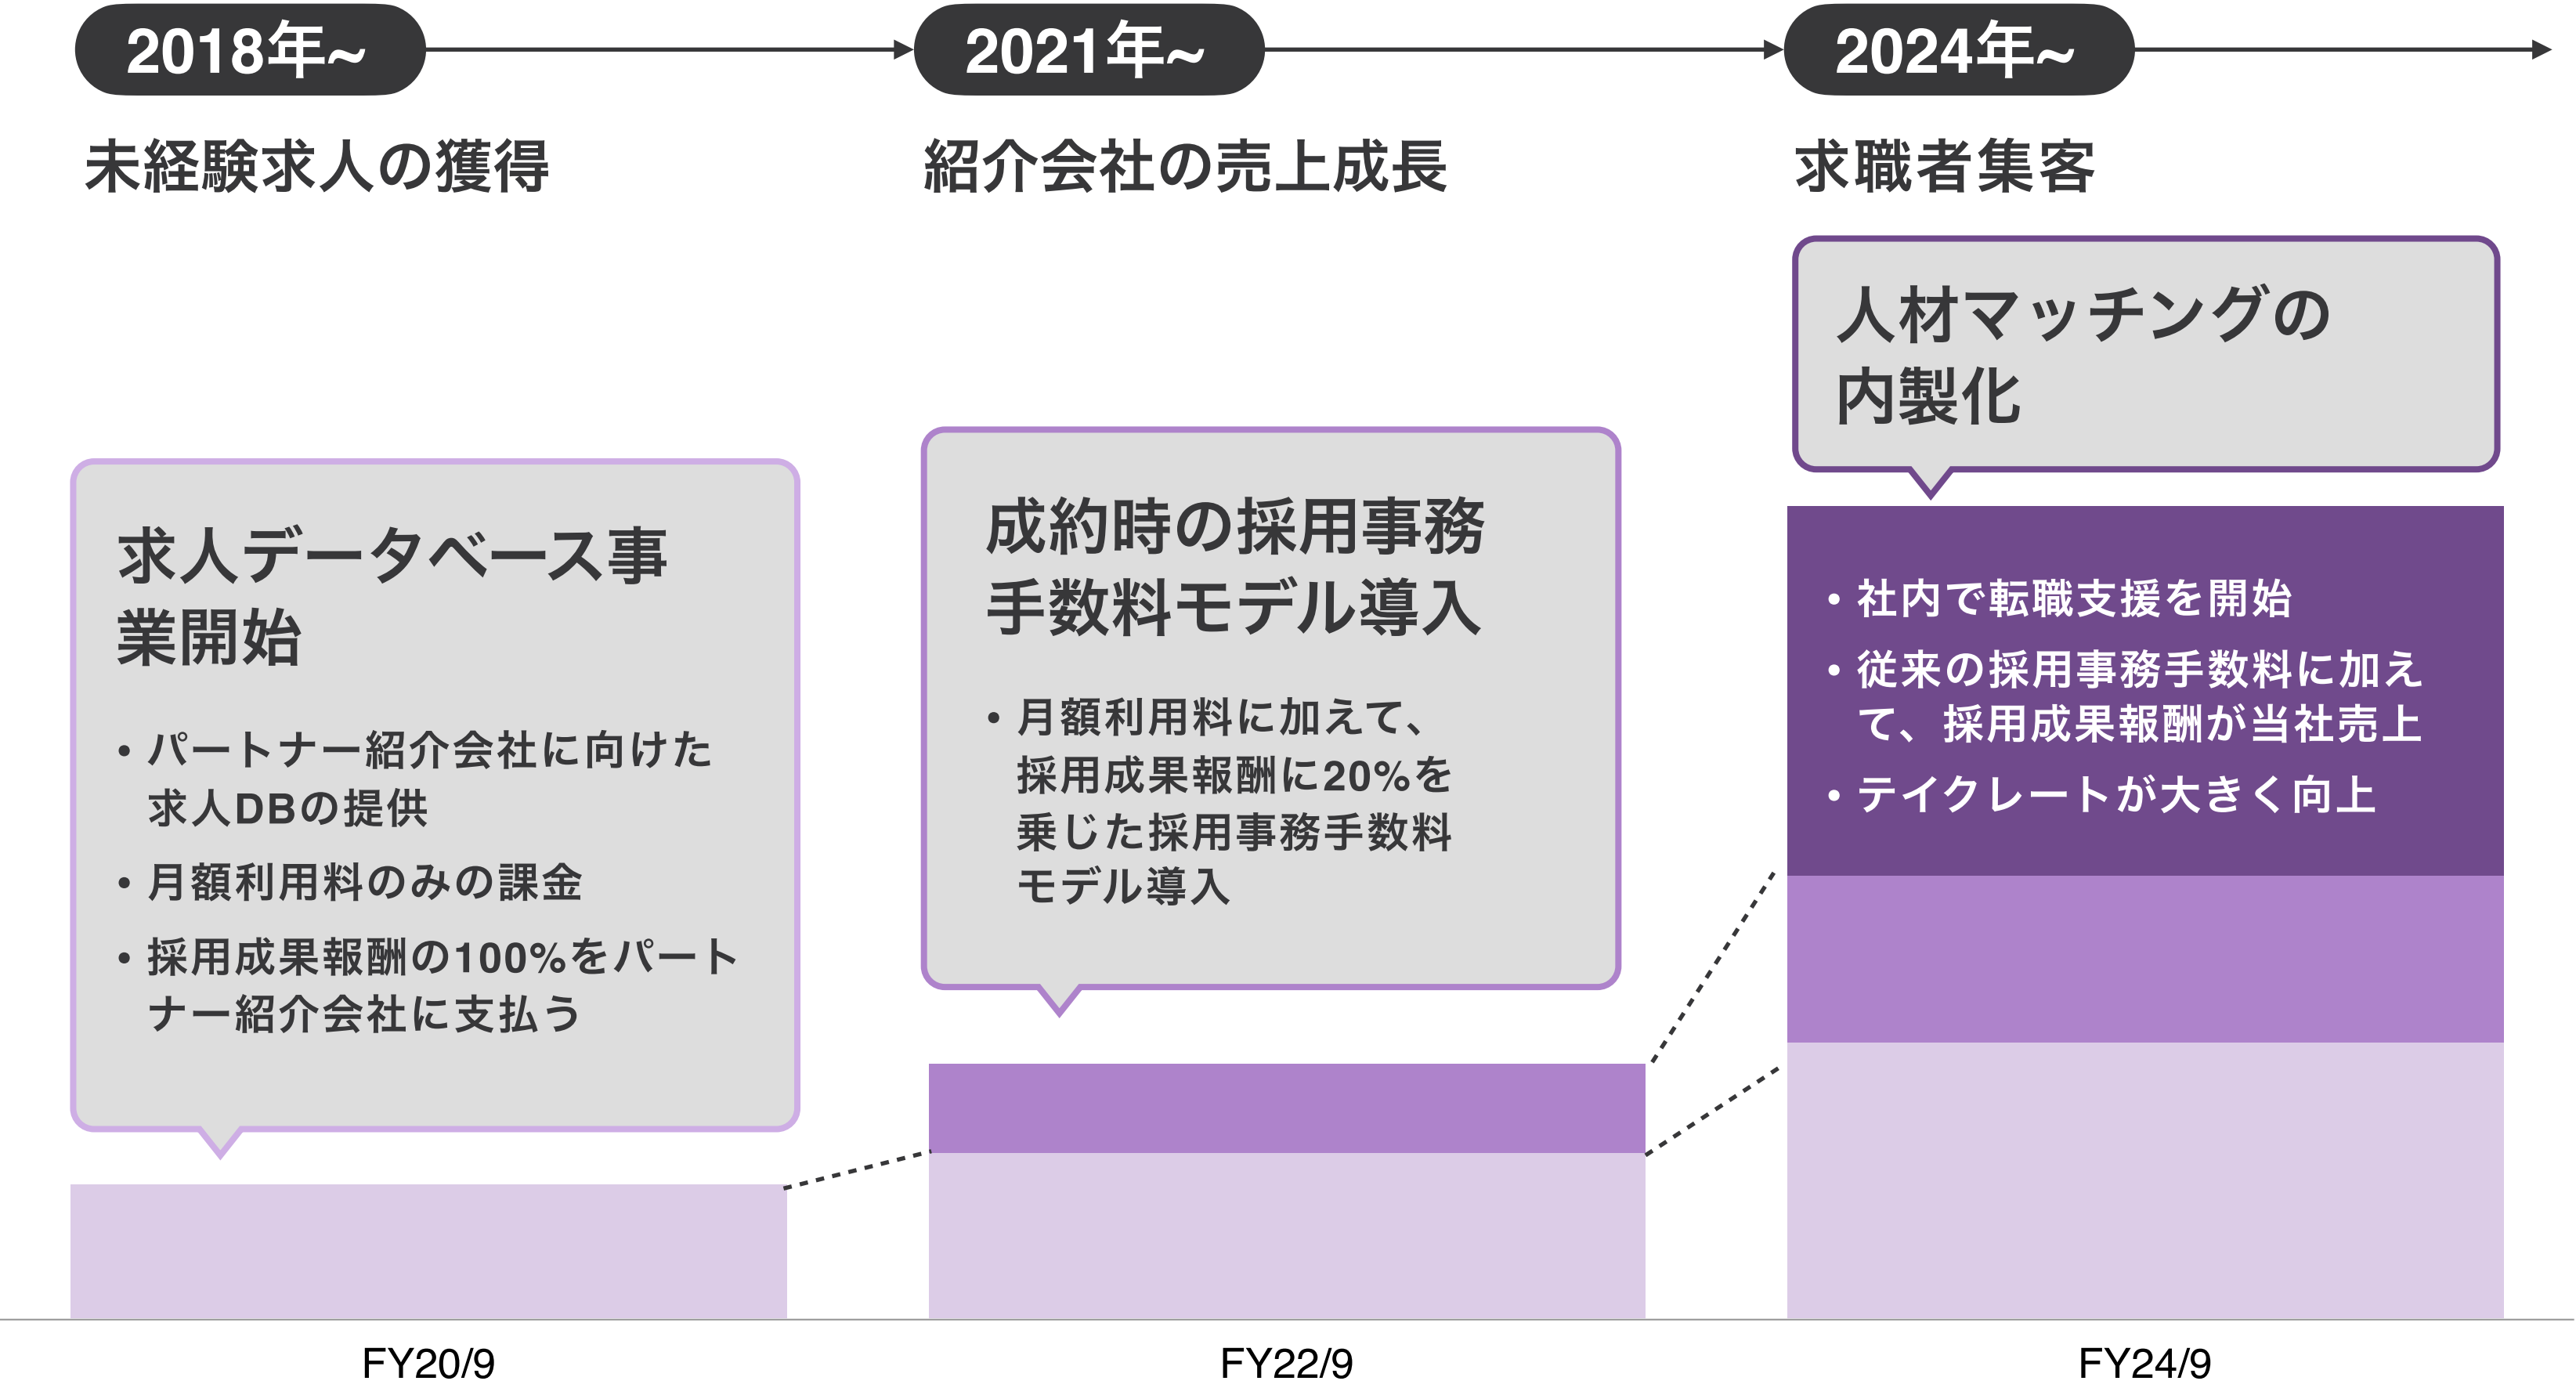 2018年~
2021年~
2024年~
未経験求人の獲得
紹介会社の売上成長
求職者集客
求人データベース事
業開始
• パートナー紹介会社に向けた
求人DBの提供
• 月額利用料のみの課金
• 採用成果報酬の100%をパート
ナー紹介会社に支払う
成約時の採用事務
手数料モデル導入
• 月額利用料に加えて、
採用成果報酬に20%を
乗じた採用事務手数料
モデル導入
人材マッチングの
内製化
• 社内で転職支援を開始
• 従来の採用事務手数料に加え
て、採用成果報酬が当社売上
• テイクレートが大きく向上
FY20/9
FY22/9
FY24/9